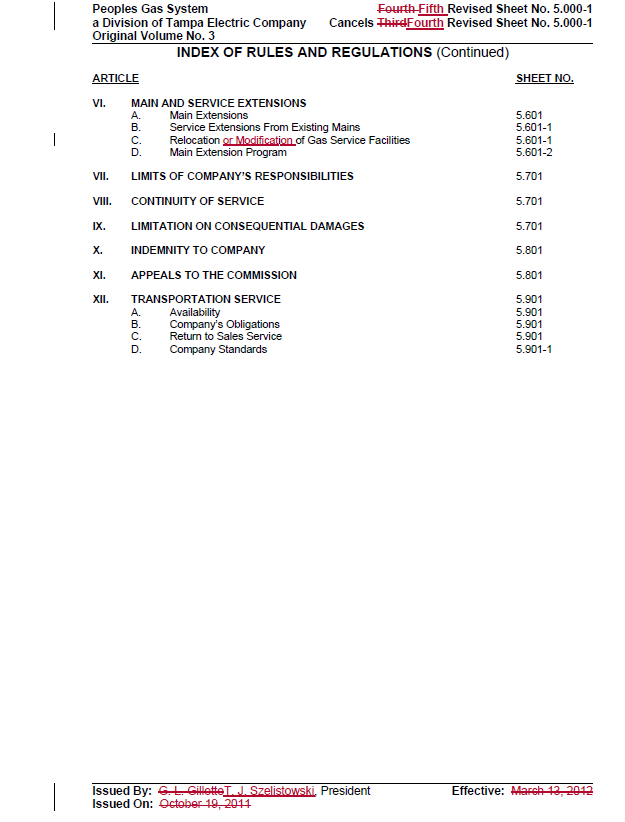 Peoples Gas System Fourth Fifth Revised Sheet No. 5.000-1
a Division of Tampa Electric Company Cancels ThirdFourth Revised Sheet No. 5.000-1
Original Volume No. 3
INDEX OF RULES AND REGULATIONS (Continued)
ARTICLE SHEET NO.
VI. MAIN AND SERVICE EXTENSIONS
A. Main Extensions 5.601
B. Service Extensions From Existing Mains 5.601-1
C. Relocation or Modification of Gas Service Facilities 5.601-1
D. Main Extension Program 5.601-2
VII. LIMITS OF COMPANY'S RESPONSIBILITIES 5.701
VIII. CONTINUITY OF SERVICE 5.701
IX. LIMITATION ON CONSEQUENTIAL DAMAGES 5.701
X. INDEMNITY TO COMPANY 5.801
XI. APPEALS TO THE COMMISSION 5.801
XII. TRANSPORTATION SERVICE 5.901
A. Availability 5.901
B. Company's Obligations 5.901
C. Return to Sales Service 5.901
D. Company Standards 5.901-1
Issued By: G. L. GilletteT. J. Szelistowski, President Effective: March 13, 2012
Issued On: October 19, 2011